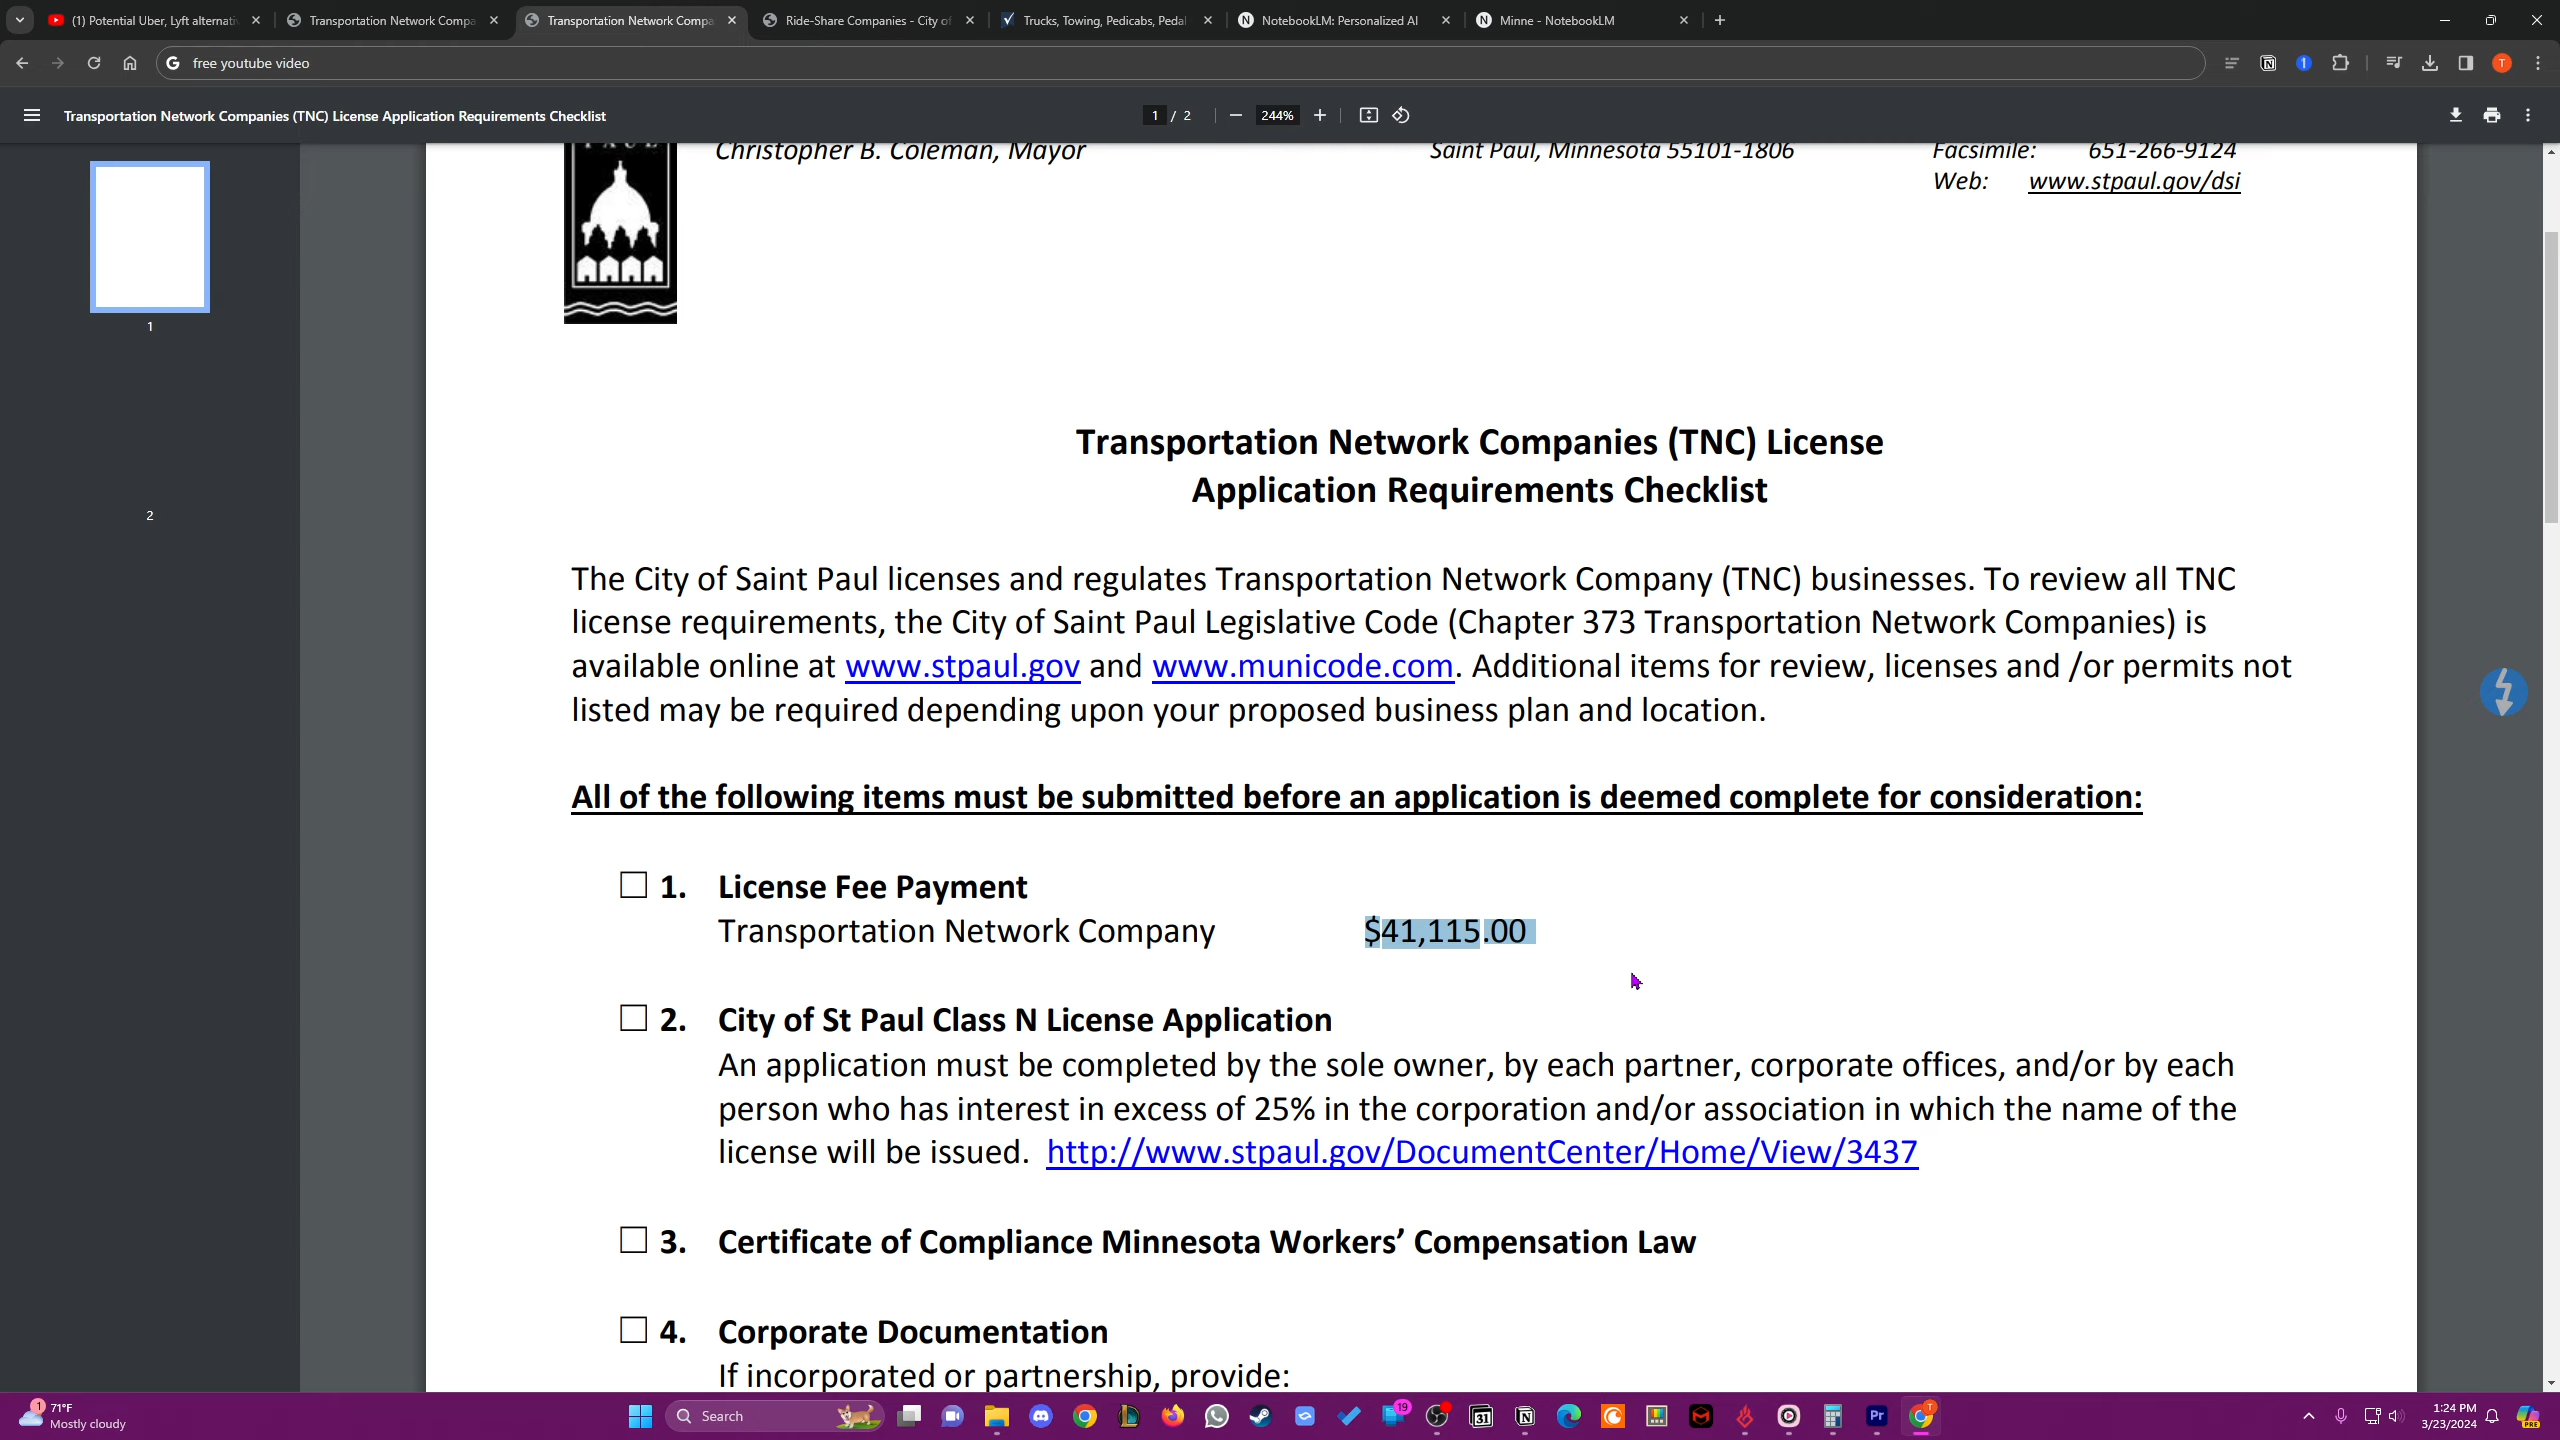 (1) Potential Uber, Lyft alternati
Transportation Network Compa
Transportation Network Compa
Ride-Share Companies - City of
Trucks, Towing, Pedicabs, Pedal
NotebookLM: Personalized AI
Minne - NotebookLM
free youtube video
Transportation Network Companies (TNC) License Application Requirements Checklist
1 / 2
244%
Christopher B. Coleman, Mayor
Saint Paul, Minnesota 55101-1806
Facsimile: 651-266-9124
Web: www.stpaul.gov/dsi
1
2
Transportation Network Companies (TNC) License
Application Requirements Checklist
The City of Saint Paul licenses and regulates Transportation Network Company (TNC) businesses. To review all TNC
license requirements, the City of Saint Paul Legislative Code (Chapter 373 Transportation Network Companies) is
available online at www.stpaul.gov and www.municode.com. Additional items for review, licenses and /or permits not
listed may be required depending upon your proposed business plan and location.
All of the following items must be submitted before an application is deemed complete for consideration:
1. License Fee Payment
Transportation Network Company $41,115.00
2. City of St Paul Class N License Application
An application must be completed by the sole owner, by each partner, corporate offices, and/or by each
person who has interest in excess of 25% in the corporation and/or association in which the name of the
license will be issued. http://www.stpaul.gov/DocumentCenter/Home/View/3437
3. Certificate of Compliance Minnesota Workers’ Compensation Law
4. Corporate Documentation
If incorporated or partnership, provide:
71°F
Mostly cloudy
Search
19
31
Pr
1:24 PM
3/23/2024